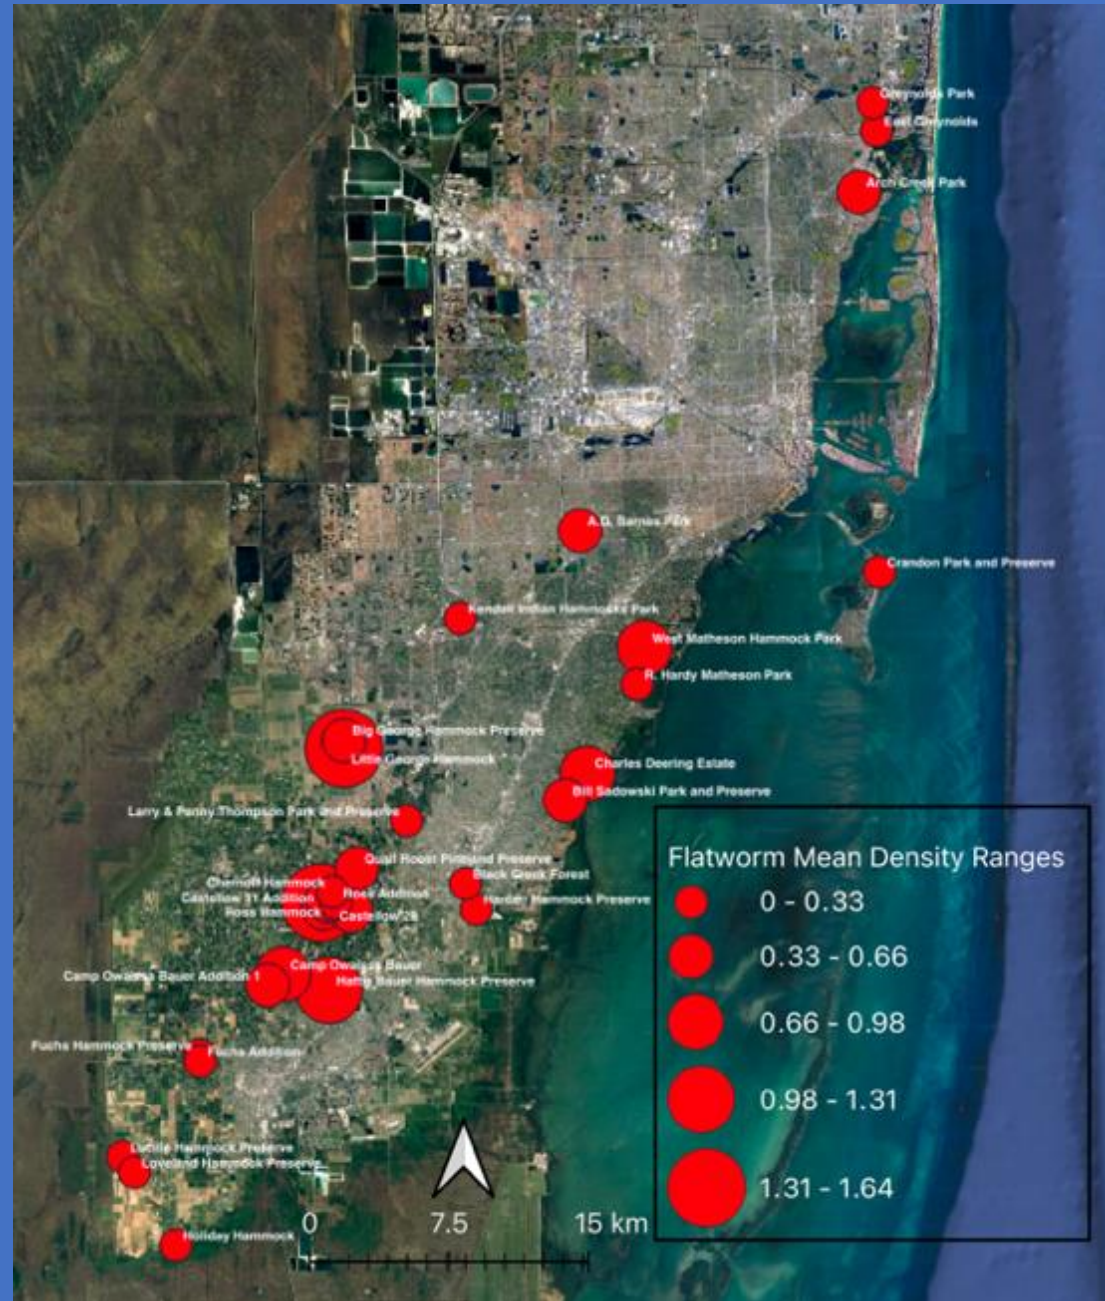 Greynolds Park
East Greynolds
Arch Creek Park
A.D. Barnes Park
Crandon Park and Preserve
Kendall Indian Hammocks Park
West Matheson Hammock Park
R. Hardy Matheson Park
Big George Hammock Preserve
Little George Hammock
Charles Deering Estate
Bill Sadowski Park and Preserve
Larry & Penny Thompson Park and Preserve
Quail Roost Pineland Preserve
Black Creek Forest
Chernoff Hammock
Ross Addition
Castellow 31 Addition
Harden Hammock Preserve
Ross Hammock
Castellow 28
Camp Owaissa Bauer
Camp Owaissa Bauer Addition 1
Hattie Bauer Hammock Preserve
Fuchs Hammock Preserve
Fuchs Addition
Lucille Hammock Preserve
Loveland Hammock Preserve
Holiday Hammock
0 7.5 15 km
Flatworm Mean Density Ranges
0 - 0.33
0.33 - 0.66
0.66 - 0.98
0.98 - 1.31
1.31 - 1.64